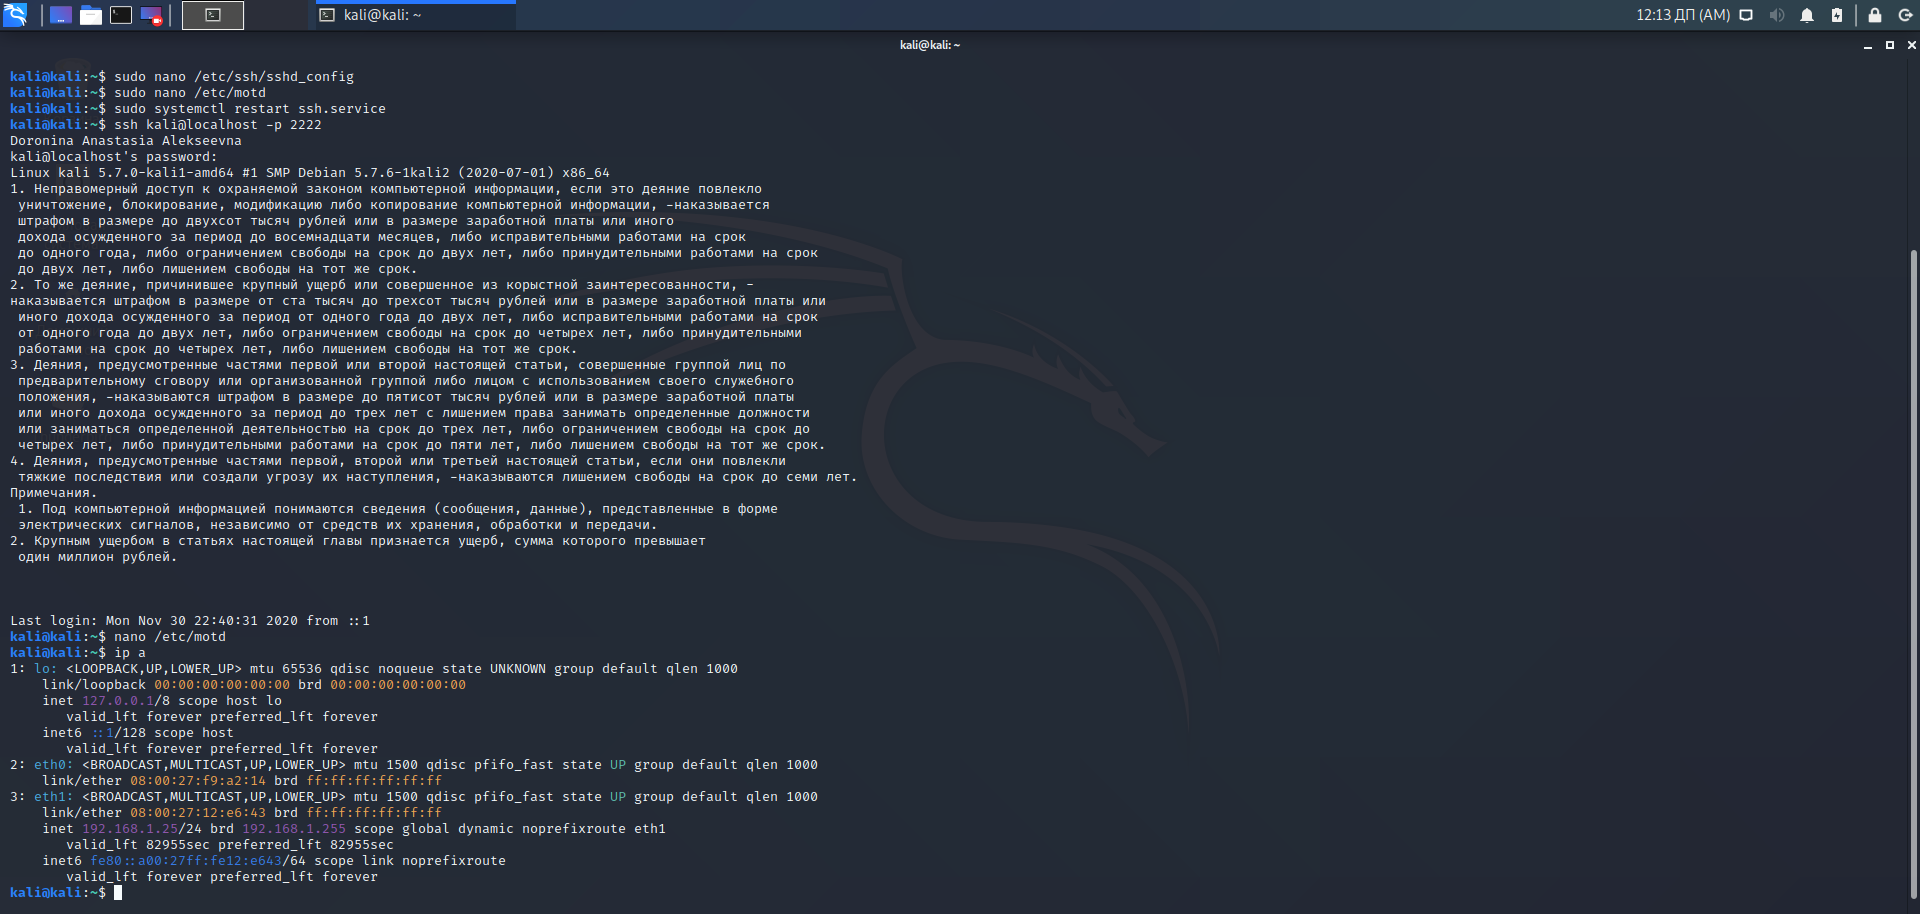 kali@kali: ~
12:13 ДП (AM)
kali@kali: ~
kali@kali:~$ sudo nano /etc/ssh/sshd_config
kali@kali:~$ sudo nano /etc/motd
kali@kali:~$ sudo systemctl restart ssh.service
kali@kali:~$ ssh kali@localhost -p 2222
Doronina Anastasia Alekseevna
kali@localhost's password:
Linux kali 5.7.0-kali1-amd64 #1 SMP Debian 5.7.6-1kali2 (2020-07-01) x86_64
1. Неправомерный доступ к охраняемой законом компьютерной информации, если это деяние повлекло
уничтожение, блокирование, модификацию либо копирование компьютерной информации, -наказывается
штрафом в размере до двухсот тысяч рублей или в размере заработной платы или иного
дохода осужденного за период до восемнадцати месяцев, либо исправительными работами на срок
до одного года, либо ограничением свободы на срок до двух лет, либо принудительными работами на срок
до двух лет, либо лишением свободы на тот же срок.
2. То же деяние, причинившее крупный ущерб или совершенное из корыстной заинтересованности, -
наказывается штрафом в размере от ста тысяч до трехсот тысяч рублей или в размере заработной платы или
иного дохода осужденного за период от одного года до двух лет, либо исправительными работами на срок
от одного года до двух лет, либо ограничением свободы на срок до четырех лет, либо принудительными
работами на срок до четырех лет, либо лишением свободы на тот же срок.
3. Деяния, предусмотренные частями первой или второй настоящей статьи, совершенные группой лиц по
предварительному сговору или организованной группой либо лицом с использованием своего служебного
положения, -наказываются штрафом в размере до пятисот тысяч рублей или в размере заработной платы
или иного дохода осужденного за период до трех лет с лишением права занимать определенные должности
или заниматься определенной деятельностью на срок до трех лет, либо ограничением свободы на срок до
четырех лет, либо принудительными работами на срок до пяти лет, либо лишением свободы на тот же срок.
4. Деяния, предусмотренные частями первой, второй или третьей настоящей статьи, если они повлекли
тяжкие последствия или создали угрозу их наступления, -наказываются лишением свободы на срок до семи лет.
Примечания.
1. Под компьютерной информацией понимаются сведения (сообщения, данные), представленные в форме
электрических сигналов, независимо от средств их хранения, обработки и передачи.
2. Крупным ущербом в статьях настоящей главы признается ущерб, сумма которого превышает
один миллион рублей.
Last login: Mon Nov 30 22:40:31 2020 from ::1
kali@kali:~$ nano /etc/motd
kali@kali:~$ ip a
1: lo: <LOOPBACK,UP,LOWER_UP> mtu 65536 qdisc noqueue state UNKNOWN group default qlen 1000
link/loopback 00:00:00:00:00:00 brd 00:00:00:00:00:00
inet 127.0.0.1/8 scope host lo
valid_lft forever preferred_lft forever
inet6 ::1/128 scope host
valid_lft forever preferred_lft forever
2: eth0: <BROADCAST,MULTICAST,UP,LOWER_UP> mtu 1500 qdisc pfifo_fast state UP group default qlen 1000
link/ether 08:00:27:f9:a2:14 brd ff:ff:ff:ff:ff:ff
3: eth1: <BROADCAST,MULTICAST,UP,LOWER_UP> mtu 1500 qdisc pfifo_fast state UP group default qlen 1000
link/ether 08:00:27:12:e6:43 brd ff:ff:ff:ff:ff:ff
inet 192.168.1.25/24 brd 192.168.1.255 scope global dynamic noprefixroute eth1
valid_lft 82955sec preferred_lft 82955sec
inet6 fe80::a00:27ff:fe12:e643/64 scope link noprefixroute
valid_lft forever preferred_lft forever
kali@kali:~$